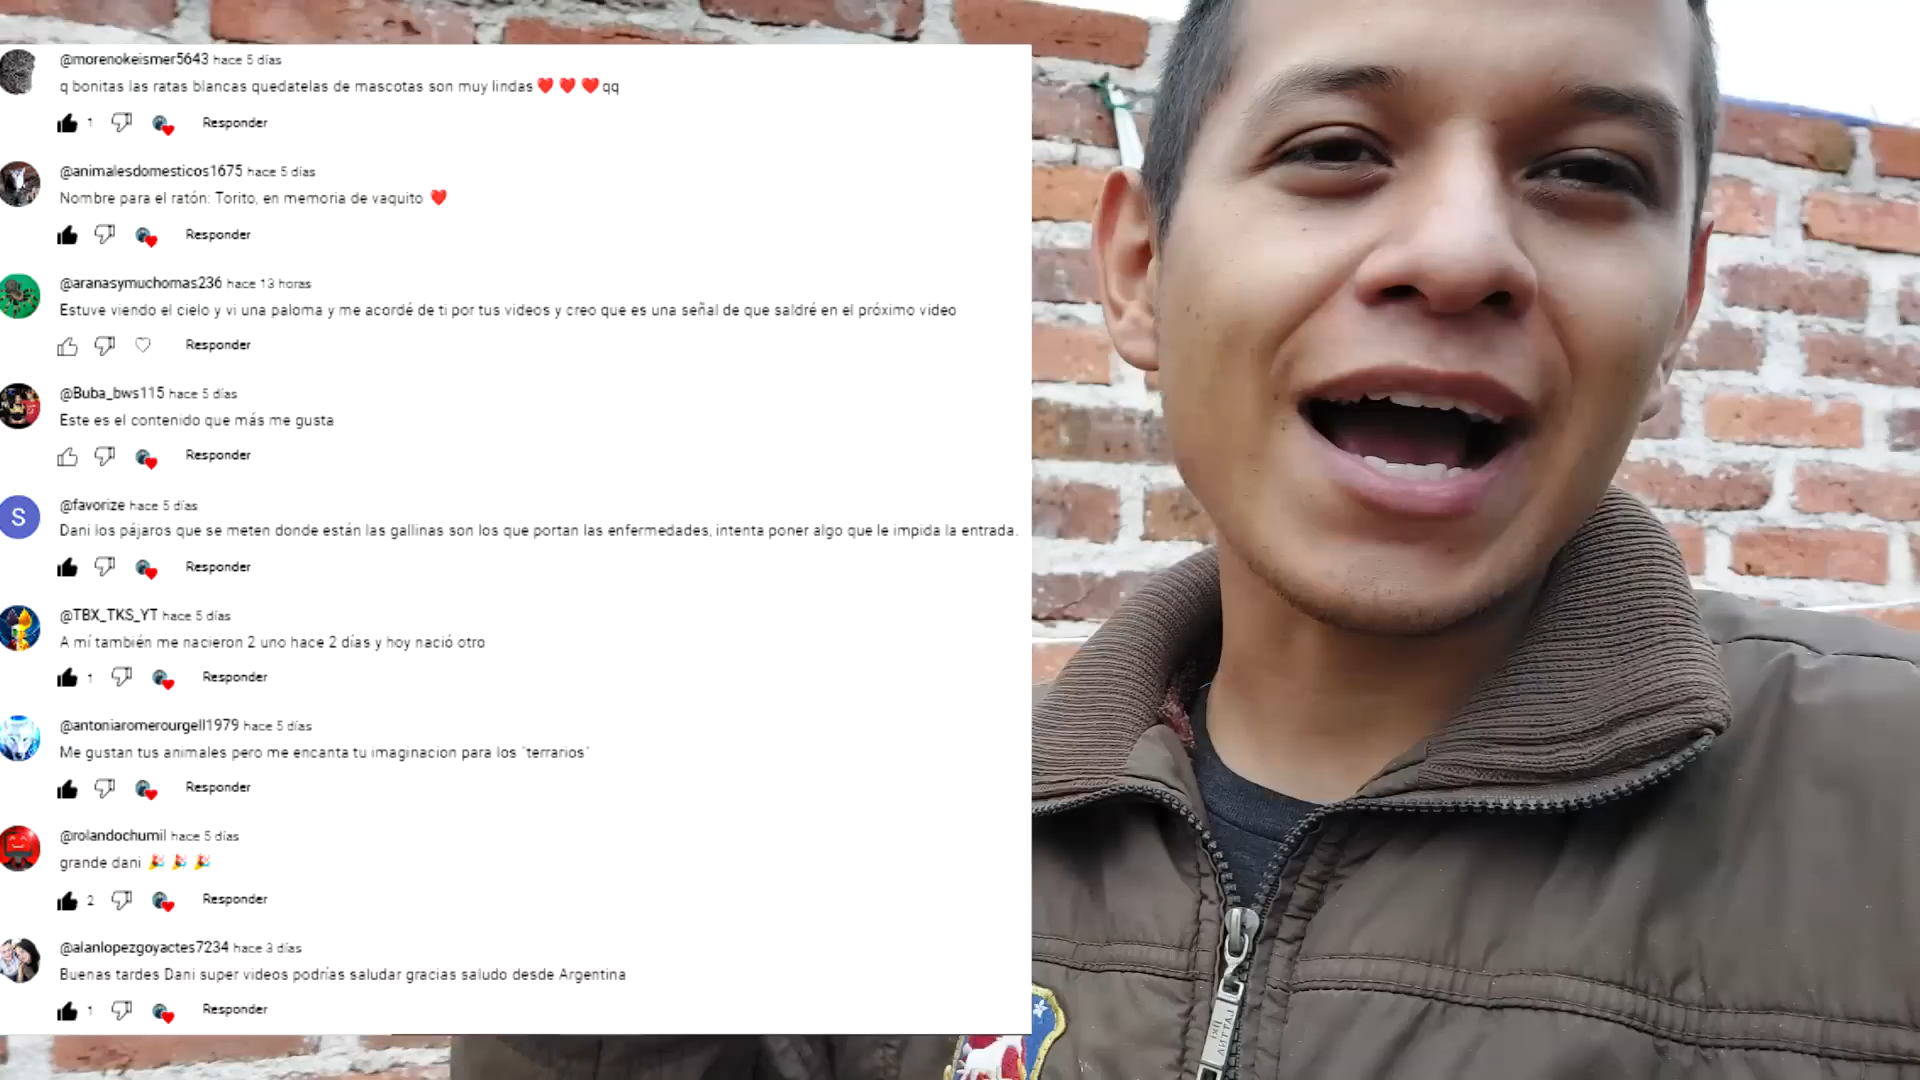 @morenokeismer5643 hace 5 días
q bonitas las ratas blancas quedatelas de mascotas son muy lindas❤️❤️❤️qq
1 Responder
@animalesdomesticos1675 hace 5 días
Nombre para el ratón: Torito, en memoria de vaquito ❤️
Responder
@aranasymuchomas236 hace 13 horas
Estuve viendo el cielo y vi una paloma y me acordé de ti por tus videos y creo que es una señal de que saldré en el próximo video
Responder
@Buba_bws115 hace 5 días
Este es el contenido que más me gusta
Responder
S
@favorize hace 5 días
Dani los pájaros que se meten donde están las gallinas son los que portan las enfermedades, intenta poner algo que le impida la entrada.
Responder
@TBX_TKS_YT hace 5 días
A mí también me nacieron 2 uno hace 2 días y hoy nació otro
1 Responder
@antoniaromerourgell1979 hace 5 días
Me gustan tus animales pero me encanta tu imaginacion para los "terrarios"
Responder
@rolandochumil hace 5 días
grande dani 🎉🎉🎉
2 Responder
@alanlopezgoyactes7234 hace 3 días
Buenas tardes Dani super videos podrías saludar gracias saludo desde Argentina
1 Responder